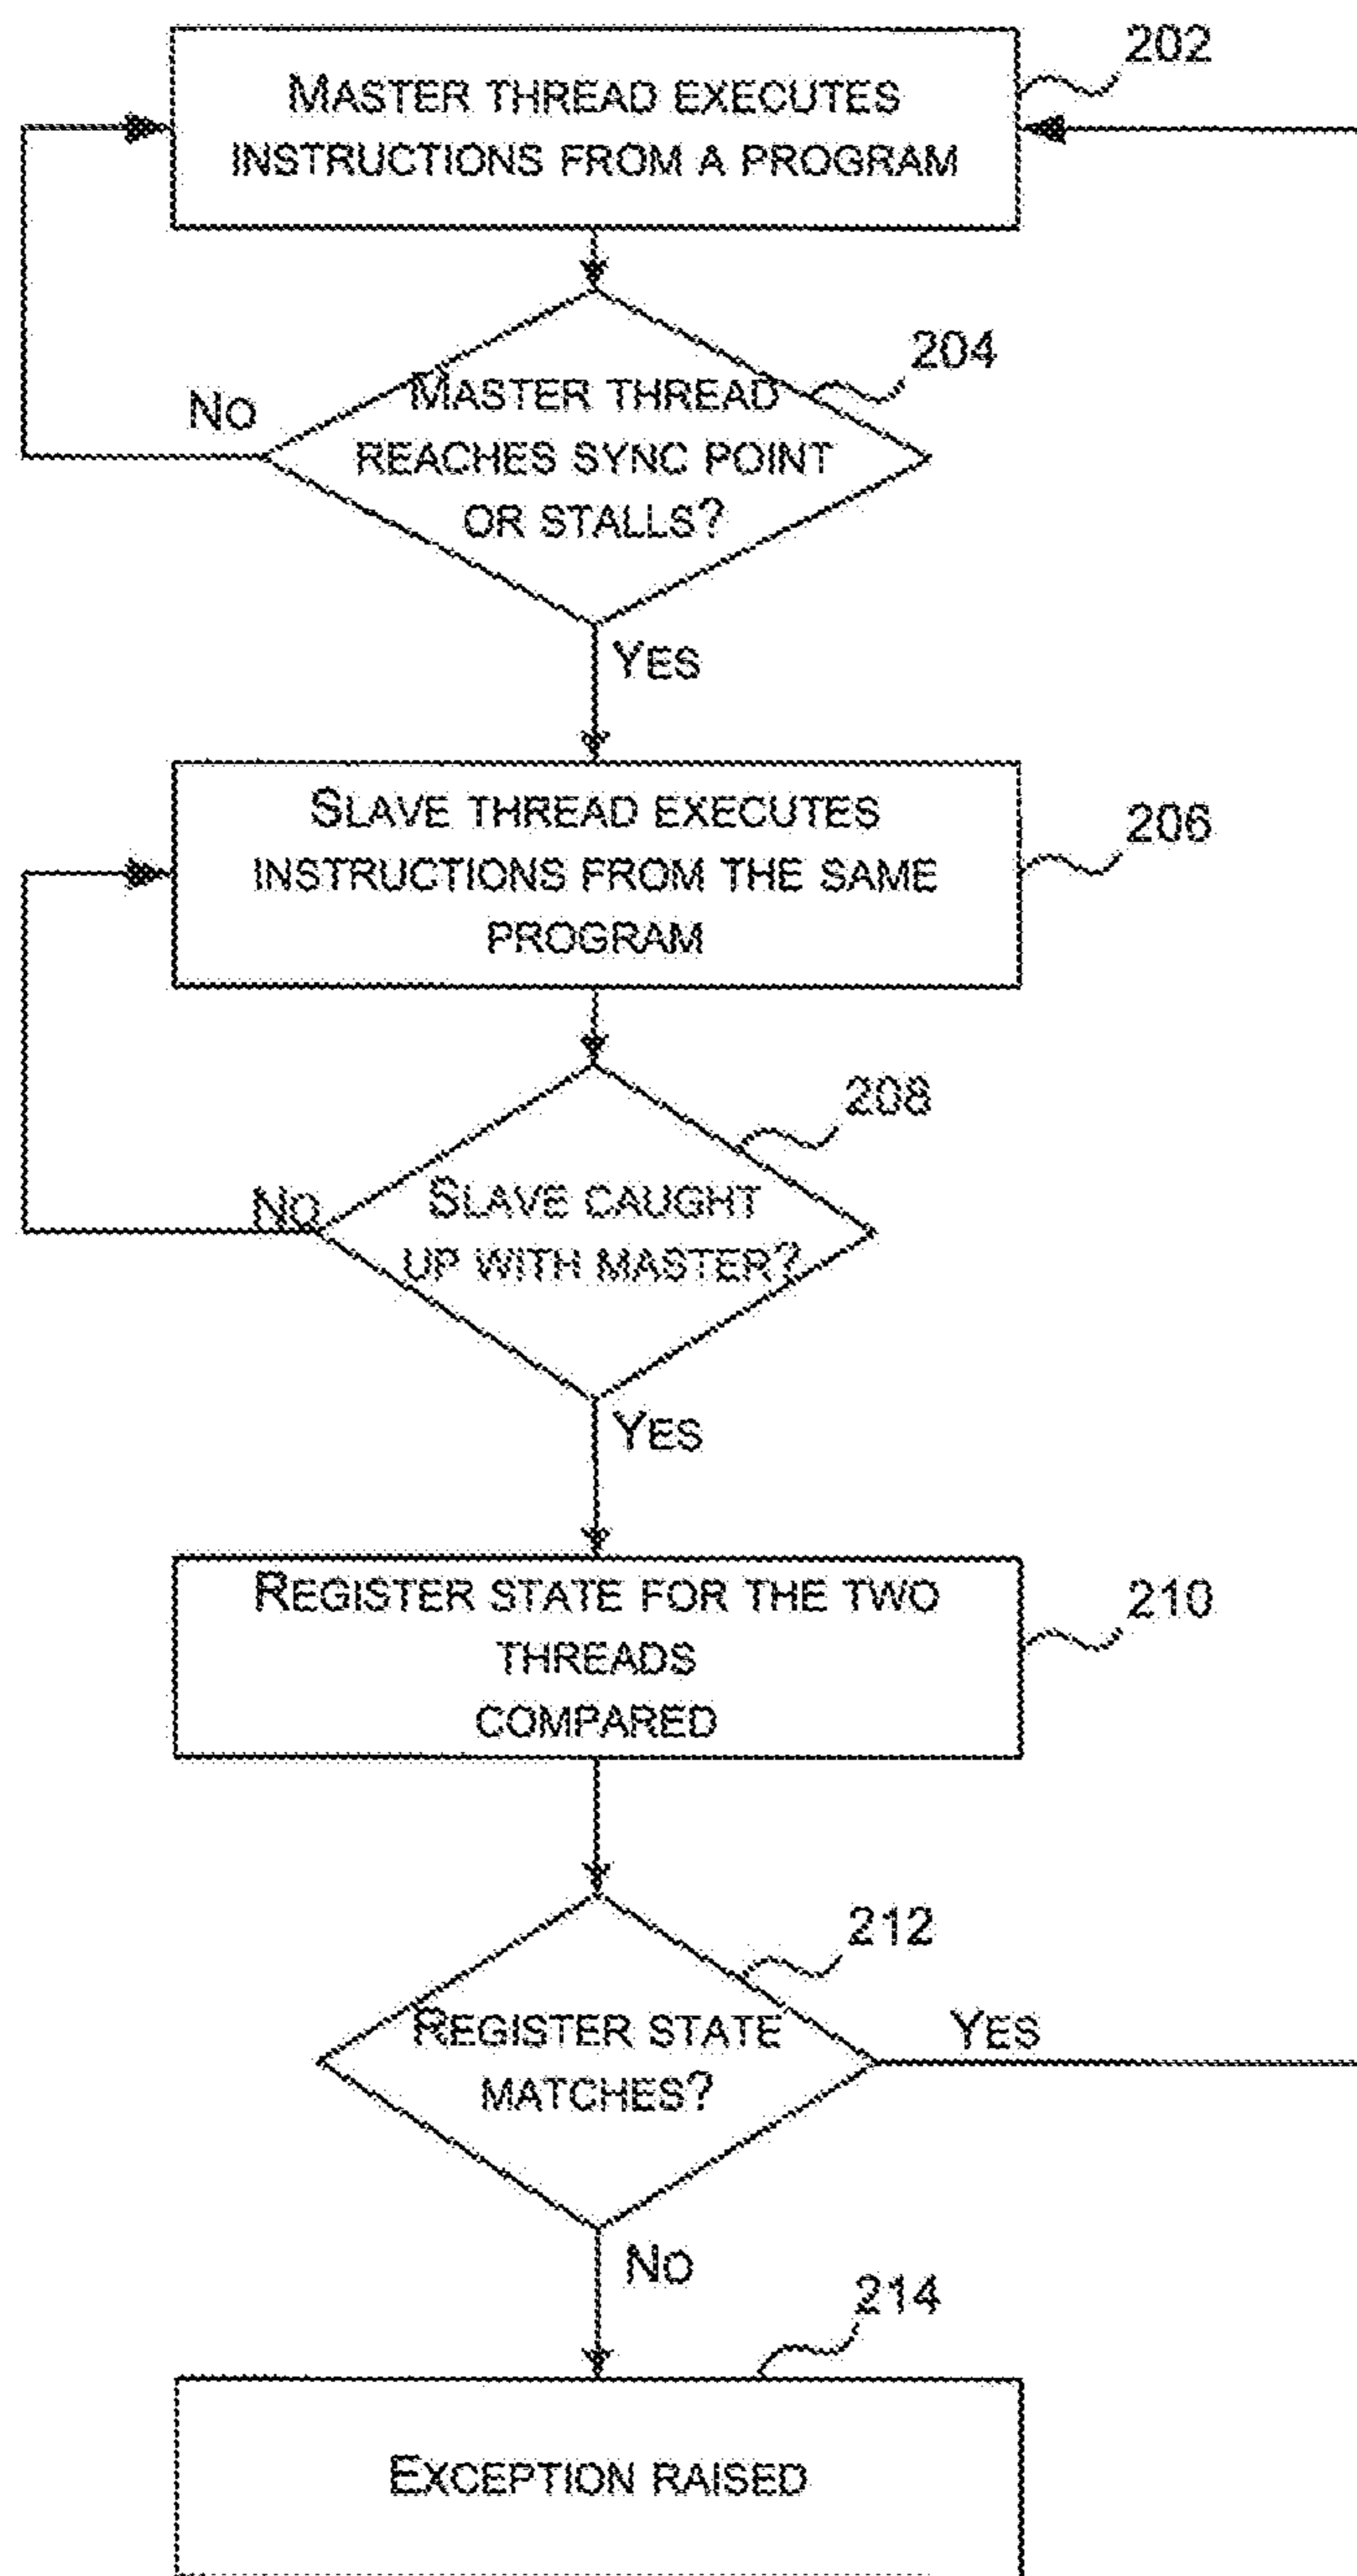 202
MASTER THREAD EXECUTES
INSTRUCTIONS FROM A PROGRAM
204
NO
MASTER THREAD
REACHES SYNC POINT
OR STALLS?
YES
SLAVE THREAD EXECUTES
INSTRUCTIONS FROM THE SAME
PROGRAM
206
208
NO
SLAVE CAUGHT
UP WITH MASTER?
YES
REGISTER STATE FOR THE TWO
THREADS
COMPARED
210
212
REGISTER STATE
MATCHES?
YES
NO
214
EXCEPTION RAISED